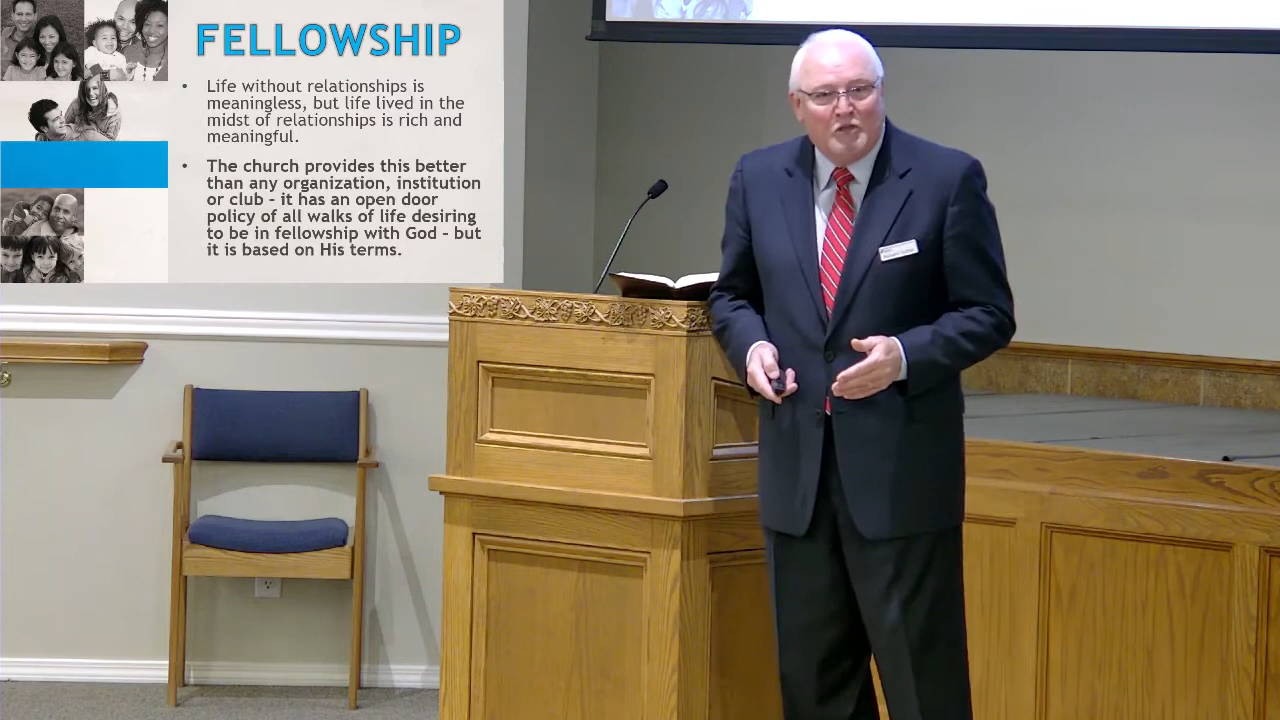 FELLOWSHIP
• Life without relationships is
meaningless, but life lived in the
midst of relationships is rich and
meaningful.
• The church provides this better
than any organization, institution
or club - it has an open door
policy of all walks of life desiring
to be in fellowship with God - but
it is based on His terms.